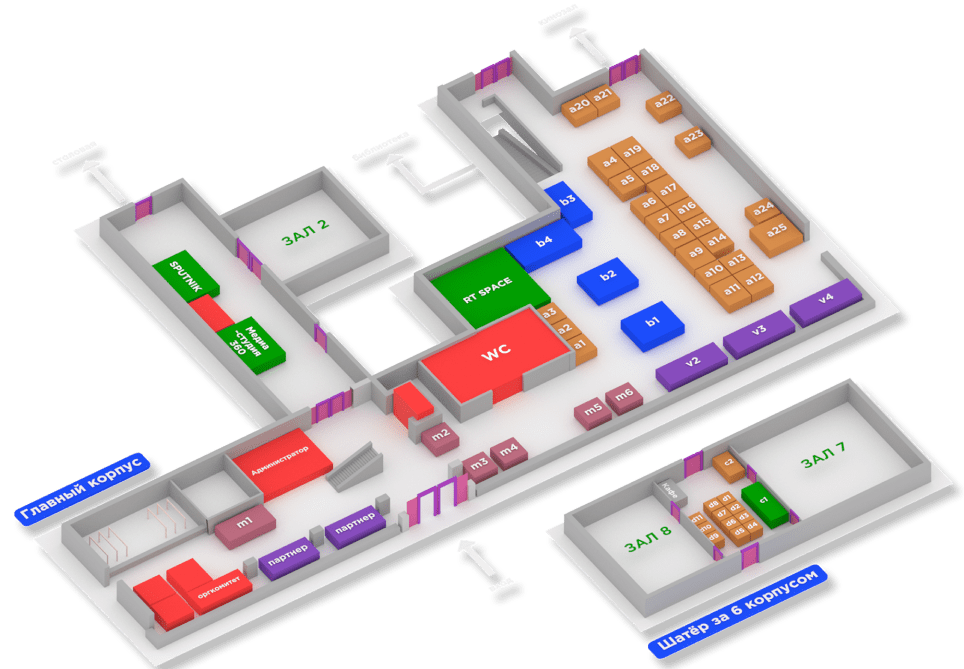 a20
a21
a22
a23
a19
a4
a18
a5
a17
a6
a16
a7
a15
a8
a14
a9
a13
a10
a12
a11
a24
a25
b3
b4
b2
b1
ЗАЛ 2
SPUTNIK
Медиа
-студия
360
RT SPACE
a3
a2
a1
WC
v4
v3
v2
m6
m5
m2
m4
m3
Администратор
m1
партнер
партнер
оргкомитет
Главный корпус
ЗАЛ 7
ЗАЛ 8
c2
кафе
c1
d1
d2
d7
d3
d6
d4
d5
d11
d10
d9
Шатёр за 6 корпусом